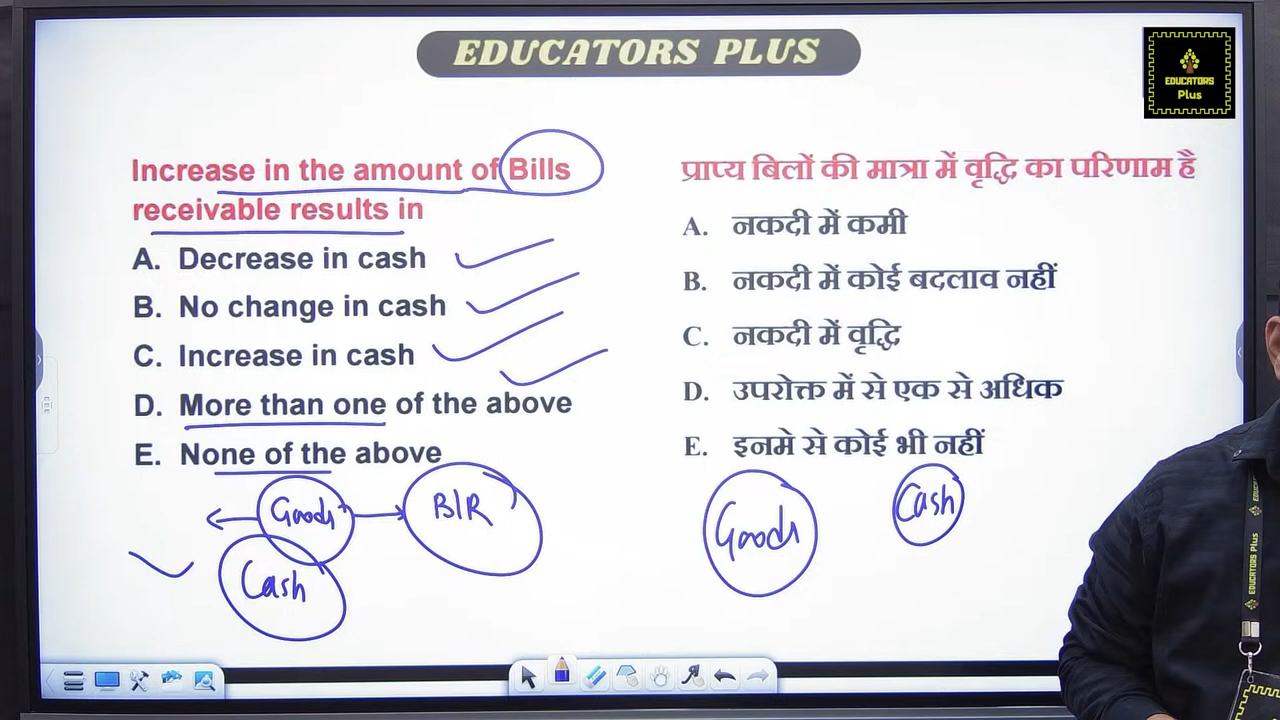 EDUCATORS PLUS
EDUCATORS
Plus
Increase in the amount of Bills
receivable results in
A. Decrease in cash
B. No change in cash
C. Increase in cash
D. More than one of the above
E. None of the above
Goods
B/R
Cash
प्राप्य बिलों की मात्रा में वृद्धि का परिणाम है
A. नकदी में कमी
B. नकदी में कोई बदलाव नहीं
C. नकदी में वृद्धि
D. उपरोक्त में से एक से अधिक
E. इनमे से कोई भी नहीं
Goods
Cash
EDUCATORS Plus